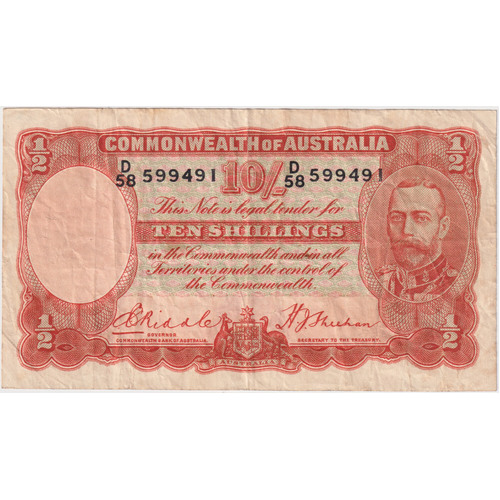 COMMONWEALTH OF AUSTRALIA
1/2 1/2
D/58 599491 D/58 599491
10/-
This Note is legal tender for
TEN SHILLINGS
in the Commonwealth and in all
Territories under the control of
the Commonwealth.
E Riddle H J Sheehan
GOVERNOR SECRETARY TO THE TREASURY.
COMMONWEALTH BANK OF AUSTRALIA.
1/2 1/2
AUSTRALIA